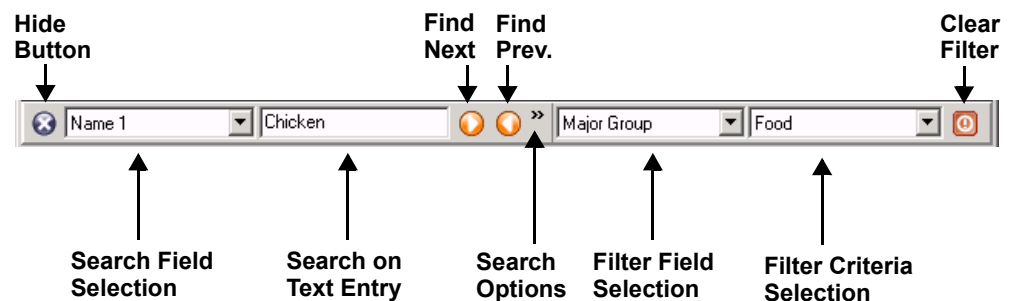 Hide
Button
Find
Next
Find
Prev.
Clear
Filter
Name 1
Chicken
»
Major Group
Food
Search Field
Selection
Search on
Text Entry
Search
Options
Filter Field
Selection
Filter Criteria
Selection